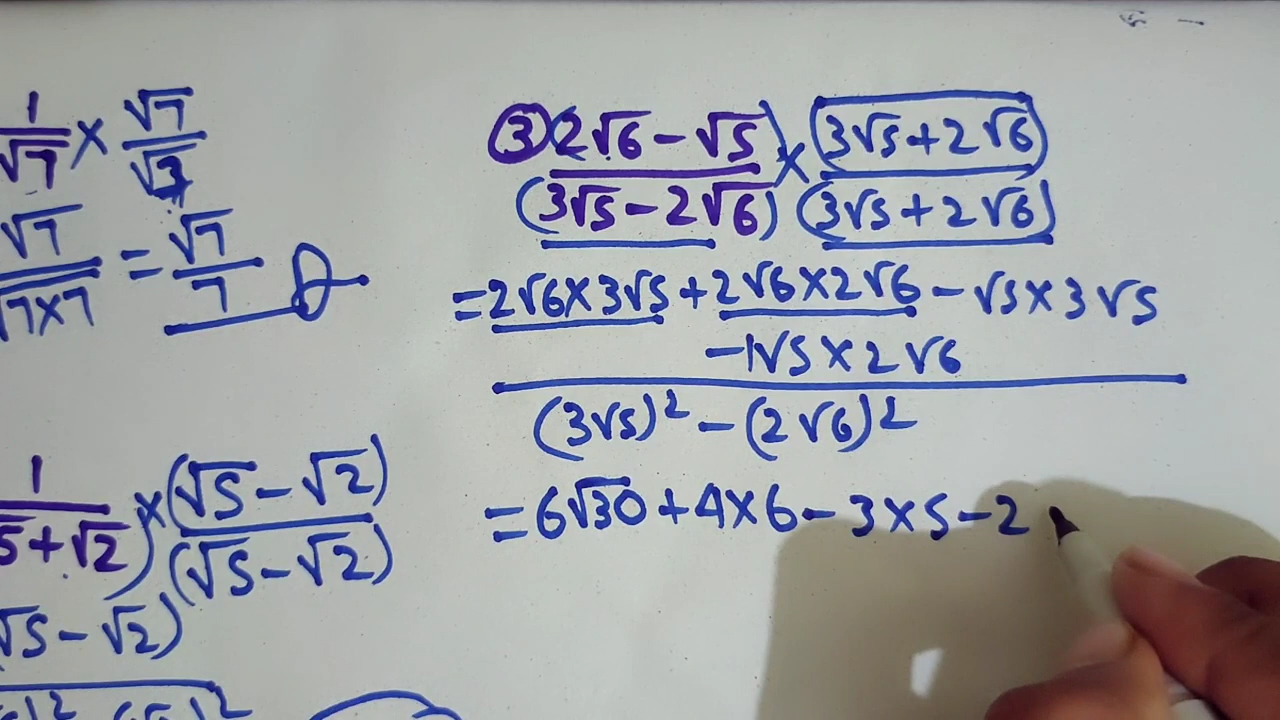 1/√7 × √7/√7
√7/√7×7 = √7/7
1/5+√2) × (√5-√2)/(√5-√2)
√5-√2)
③ (2√6-√5)/(3√5-2√6) × (3√5+2√6)/(3√5+2√6)
=2√6×3√5+2√6×2√6-√5×3√5
-1√5×2√6
(3√5)²-(2√6)²
=6√30+4×6-3×5-2